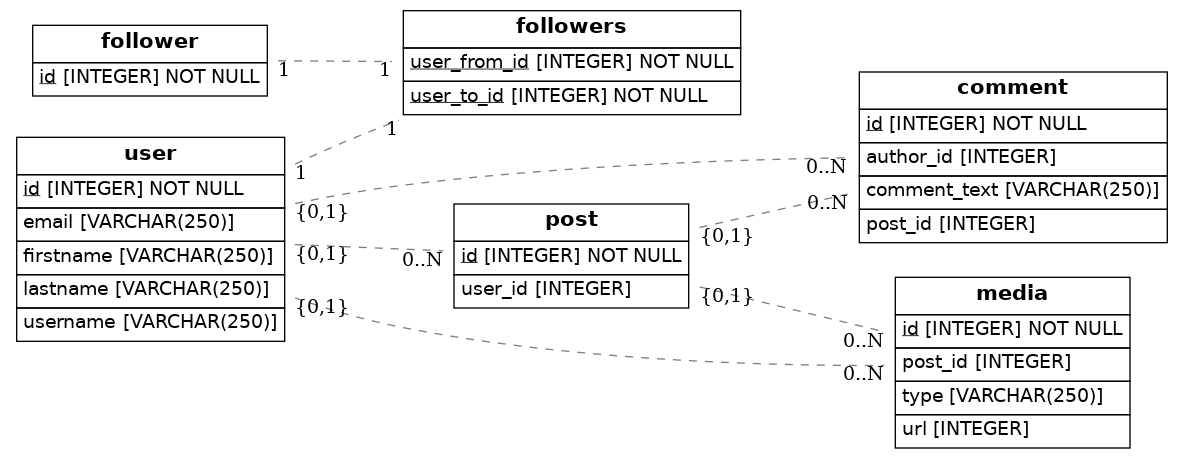 follower
id [INTEGER] NOT NULL
followers
user_from_id [INTEGER] NOT NULL
user_to_id [INTEGER] NOT NULL
1
1
1
1
user
id [INTEGER] NOT NULL
email [VARCHAR(250)]
firstname [VARCHAR(250)]
lastname [VARCHAR(250)]
username [VARCHAR(250)]
{0,1}
{0,1}
{0,1}
0..N
post
id [INTEGER] NOT NULL
user_id [INTEGER]
{0,1}
{0,1}
0..N
0..N
comment
id [INTEGER] NOT NULL
author_id [INTEGER]
comment_text [VARCHAR(250)]
post_id [INTEGER]
0..N
0..N
media
id [INTEGER] NOT NULL
post_id [INTEGER]
type [VARCHAR(250)]
url [INTEGER]